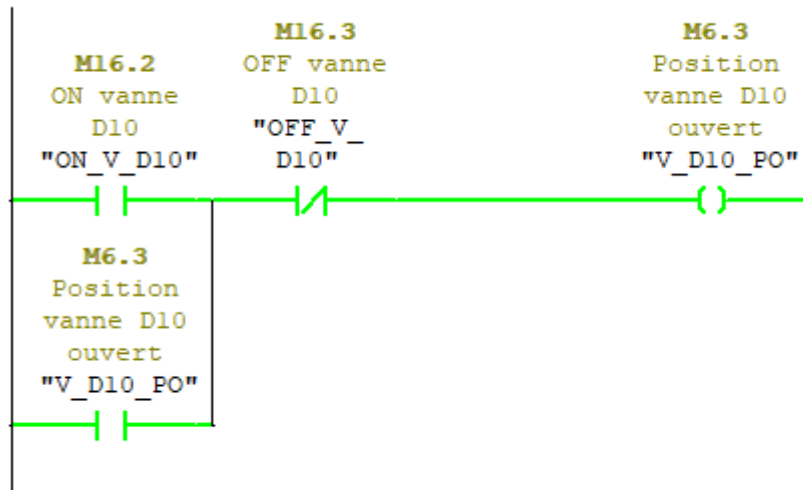 M16.2
ON vanne
D10
"ON_V_D10"
M16.3
OFF vanne
D10
"OFF_V_
D10"
M6.3
Position
vanne D10
ouvert
"V_D10_PO"
M6.3
Position
vanne D10
ouvert
"V_D10_PO"